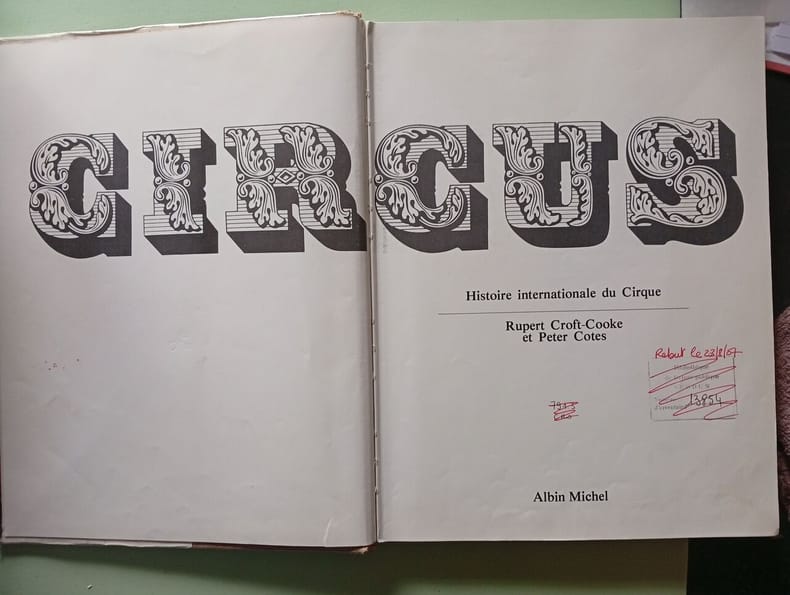 CIRCUS
Histoire internationale du Cirque
Rupert Croft-Cooke
et Peter Cotes
Rebut le 23/8/07
13854
Albin Michel